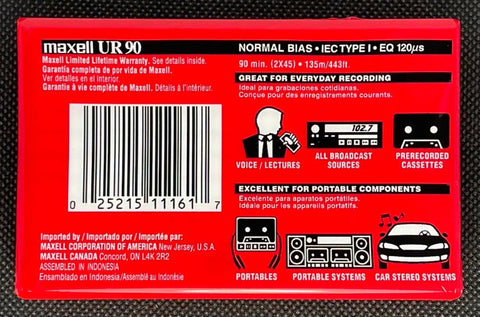 maxell UR 90
Maxell Limited Lifetime Warranty. See details inside.
Garantía completa de por vida de Maxell.
Ver detalles en el interior.
Garantie à vie complète de Maxell. Détails à l'intérieur.
0 25215 11161 7
Imported by / Importado por / Importée par:
MAXELL CORPORATION OF AMERICA New Jersey, U.S.A.
MAXELL CANADA Concord, ON L4K 2R2
ASSEMBLED IN INDONESIA
Ensamblado en Indonesia/Assemblé au Indonésie
NORMAL BIAS • IEC TYPE I • EQ 120µs
90 min. (2X45) • 135m/443ft.
GREAT FOR EVERYDAY RECORDING
Ideal para grabaciones cotidianas.
Conçue pour des enregistrements courants.
102.7
VOICE / LECTURES
ALL BROADCAST
SOURCES
PRERECORDED
CASSETTES
EXCELLENT FOR PORTABLE COMPONENTS
Excelente para aparatos portátiles.
Idéale pour les appareils portatifs.
PORTABLES
PORTABLE SYSTEMS
CAR STEREO SYSTEMS